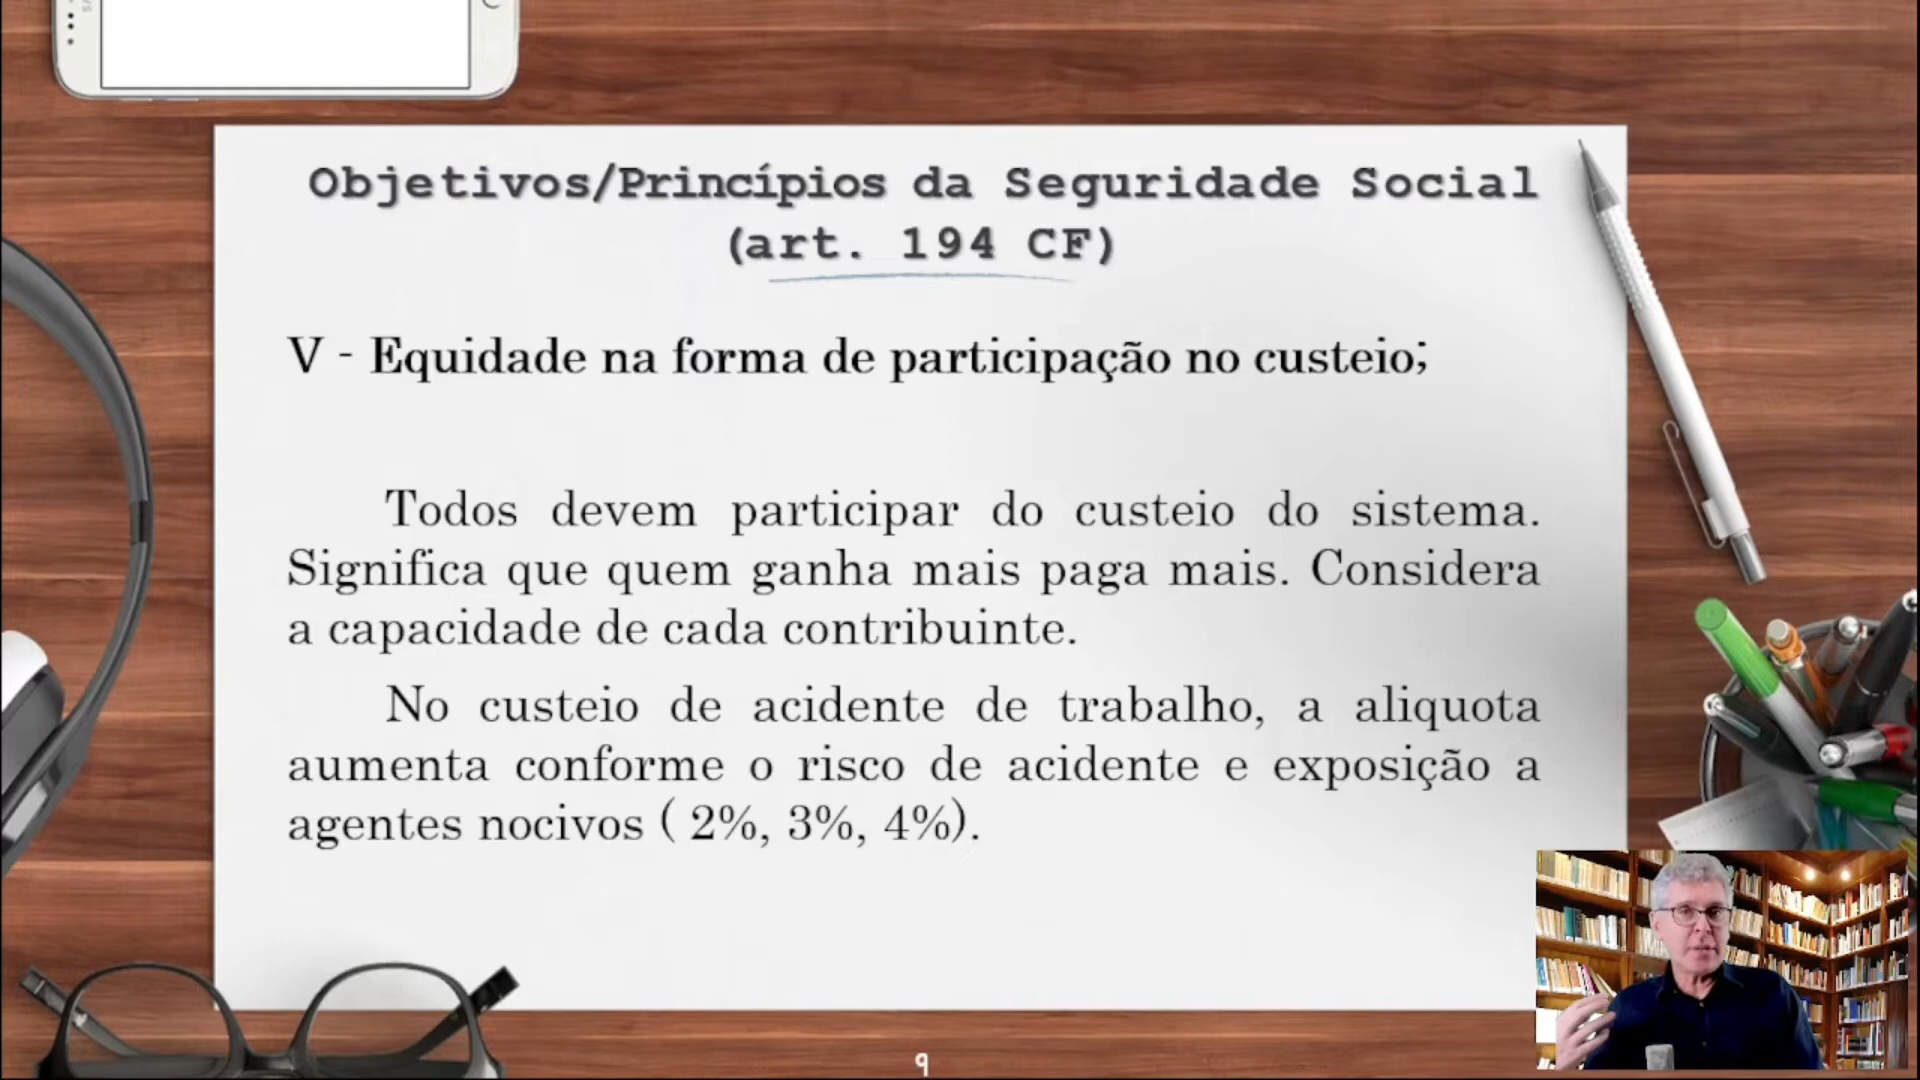 Objetivos/Princípios da Seguridade Social
(art. 194 CF)
V - Equidade na forma de participação no custeio;
Todos devem participar do custeio do sistema.
Significa que quem ganha mais paga mais. Considera
a capacidade de cada contribuinte.
No custeio de acidente de trabalho, a aliquota
aumenta conforme o risco de acidente e exposição a
agentes nocivos ( 2%, 3%, 4%).
9